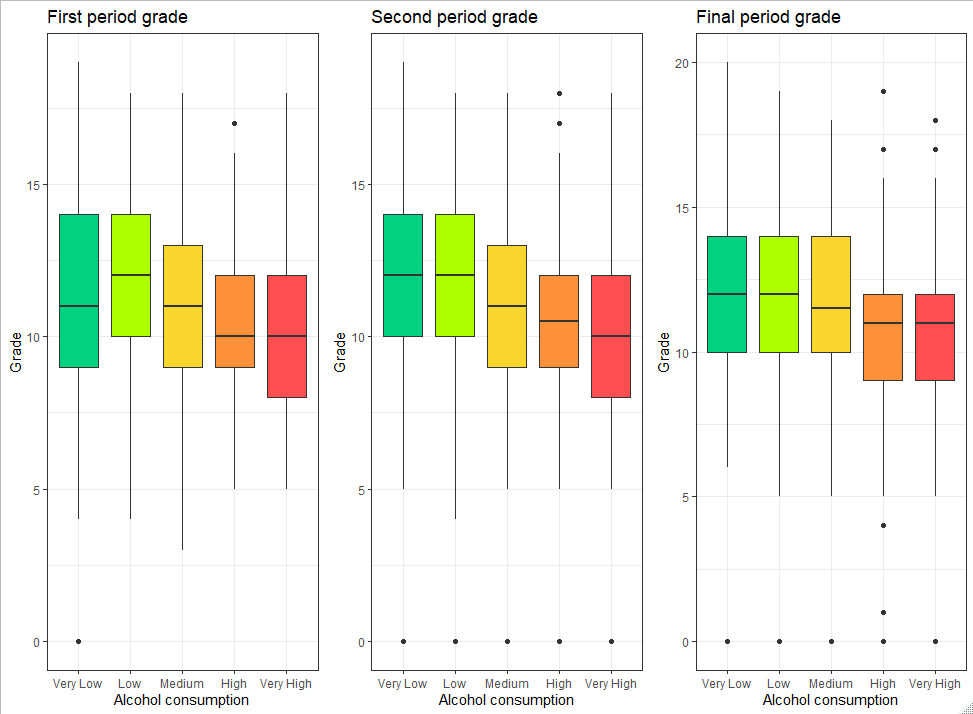 First period grade
Grade
15
10
5
0
Very Low Low Medium High Very High
Alcohol consumption
Second period grade
Grade
15
10
5
0
Very Low Low Medium High Very High
Alcohol consumption
Final period grade
Grade
20
15
10
5
0
Very Low Low Medium High Very High
Alcohol consumption